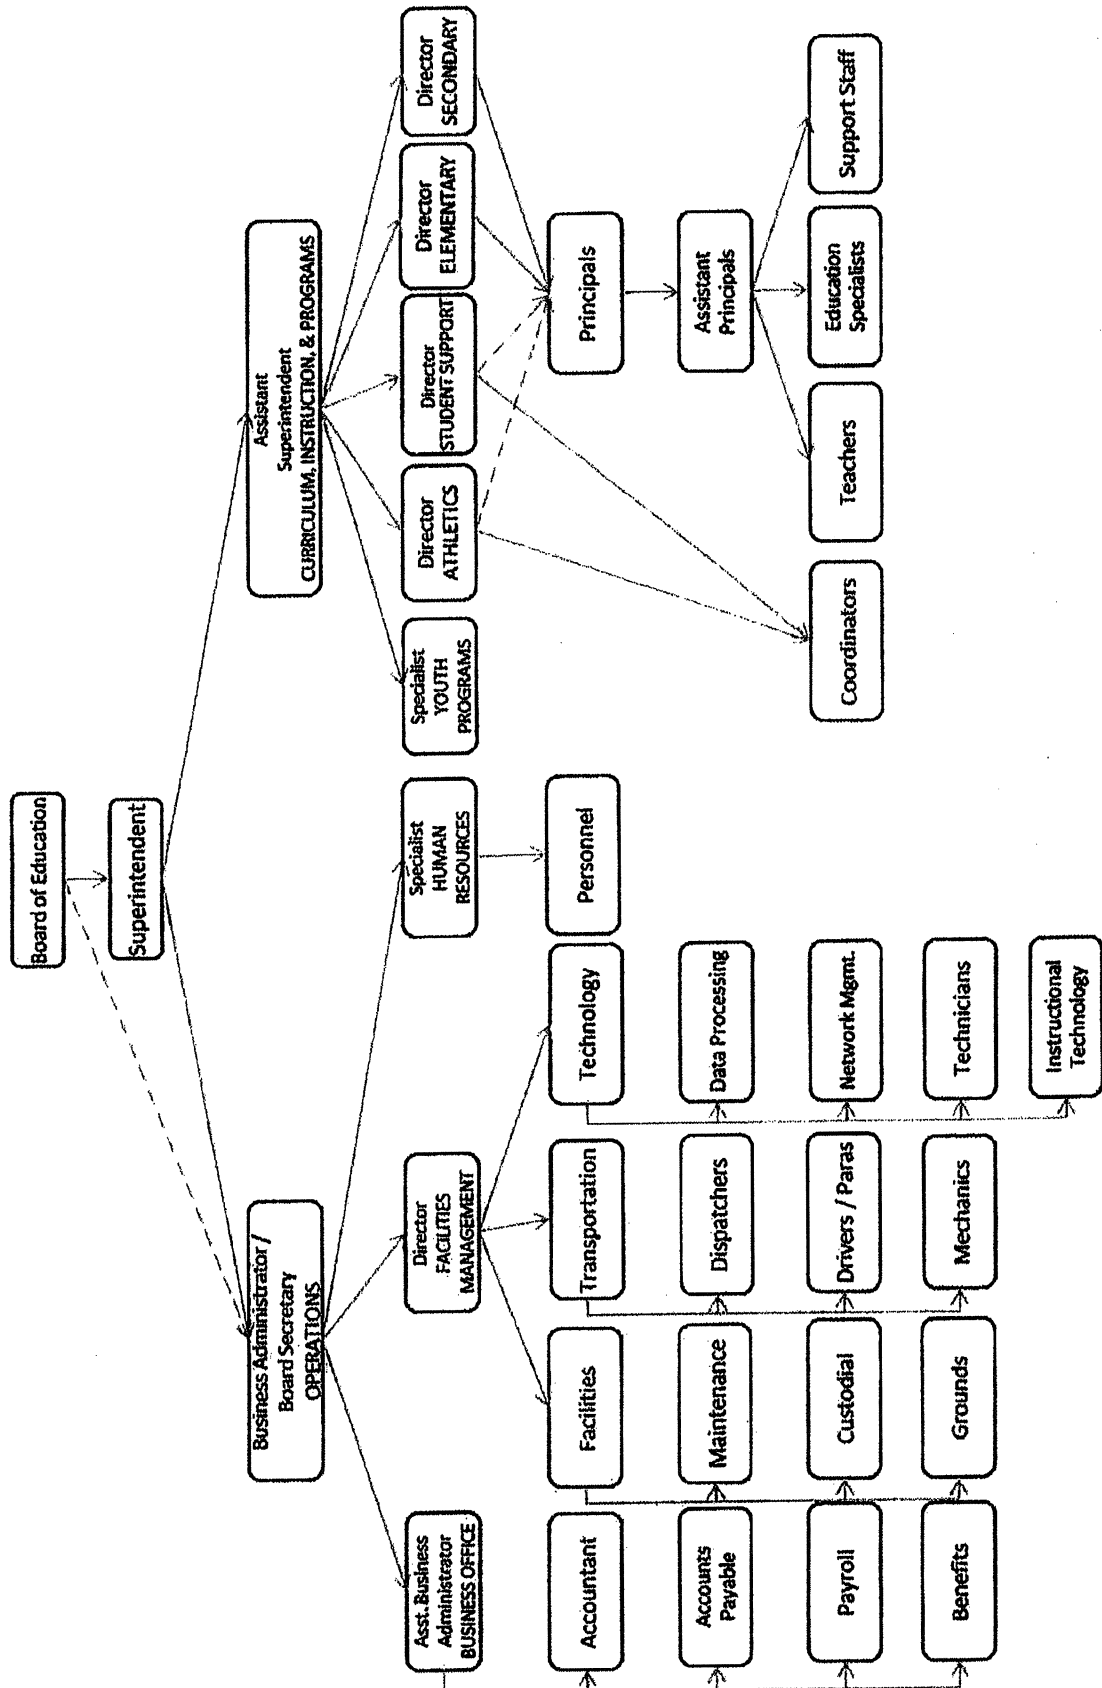 Board of Education
Superintendent
Business Administrator /
Board Secretary
OPERATIONS
Assistant
Superintendent
CURRICULUM, INSTRUCTION, & PROGRAMS
Asst. Business
Administrator
BUSINESS OFFICE
Director
FACILITIES
MANAGEMENT
Specialist
HUMAN
RESOURCES
Specialist
YOUTH
PROGRAMS
Director
ATHLETICS
Director
STUDENT SUPPORT
Director
ELEMENTARY
Director
SECONDARY
Accountant
Facilities
Transportation
Technology
Personnel
Principals
Accounts
Payable
Maintenance
Dispatchers
Data Processing
Assistant
Principals
Payroll
Custodial
Drivers / Paras
Network Mgmt.
Coordinators
Teachers
Education
Specialists
Support Staff
Benefits
Grounds
Mechanics
Technicians
Instructional
Technology